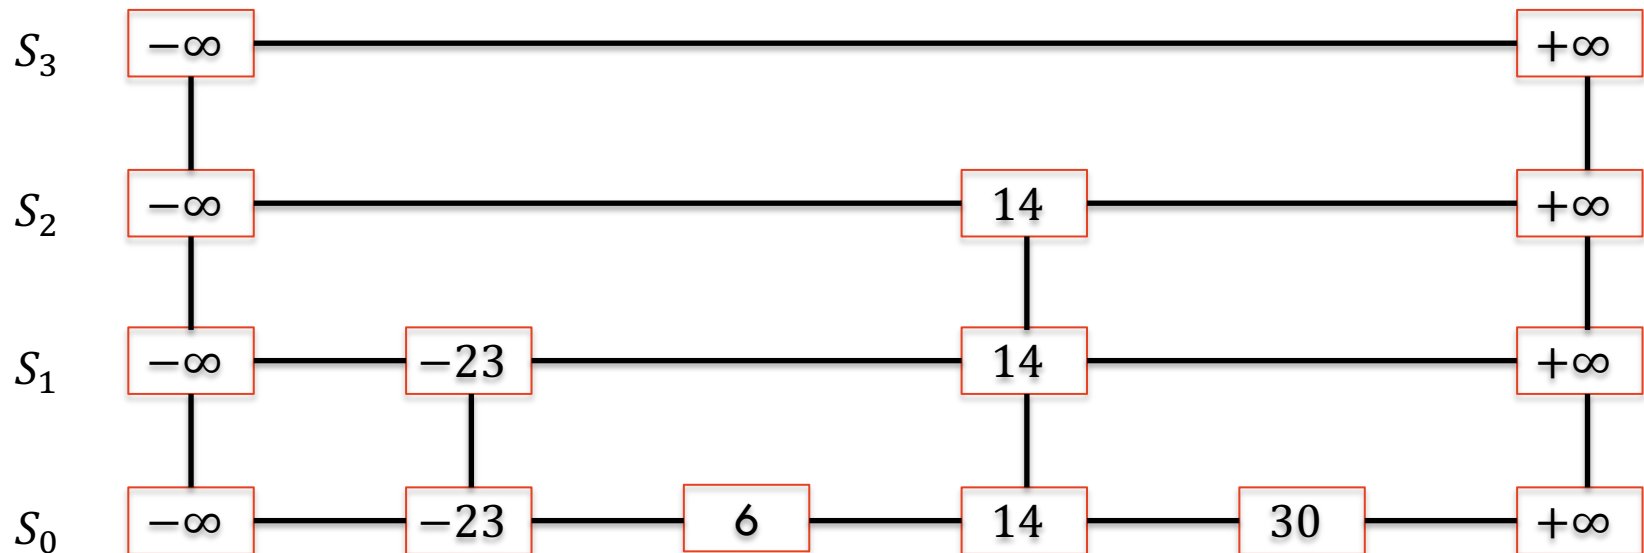 S₃ −∞ +∞
S₂ −∞ 14 +∞
S₁ −∞ −23 14 +∞
S₀ −∞ −23 6 14 30 +∞